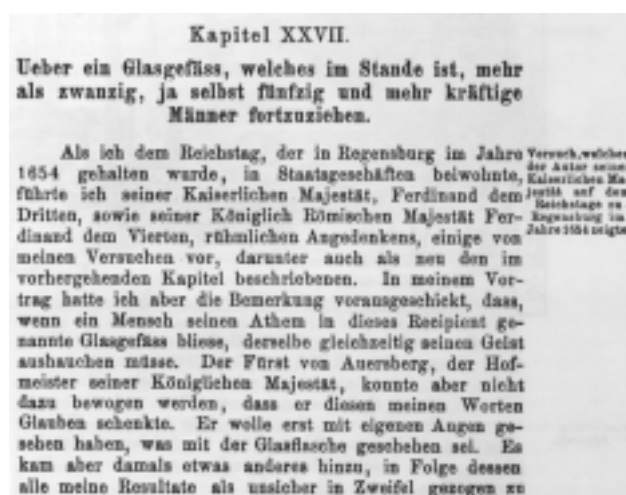 Kapitel XXVII.
Ueber ein Glasgefäss, welches im Stande ist, mehr
als zwanzig, ja selbst fünfzig und mehr kräftige
Männer fortzuziehen.
Als ich dem Reichstag, der in Regensburg im Jahre
1654 gehalten wurde, in Staatsgeschäften beiwohnte,
führte ich seiner Kaiserlichen Majestät, Ferdinand dem
Dritten, sowie seiner Königlich Römischen Majestät Fer-
dinand dem Vierten, rühmlichen Angedenkens, einige von
meinen Versuchen vor, darunter auch als neu den im
vorhergehenden Kapitel beschriebenen. In meinem Vor-
trag hatte ich aber die Bemerkung vorausgeschickt, dass,
wenn ein Mensch seinen Athem in dieses Recipient ge-
nannte Glasgefäss bliese, derselbe gleichzeitig seinen Geist
aushauchen müsse. Der Fürst von Auersberg, der Hof-
meister seiner Königlichen Majestät, konnte aber nicht
dazu bewogen werden, dass er diesen meinen Worten
Glauben schenkte. Er wolle erst mit eigenen Augen ge-
sehen haben, was mit der Glasflasche geschehen sei. Es
kam aber damals etwas anderes hinzu, in Folge dessen
alle meine Resultate als unsicher in Zweifel gezogen zu
Versuch, welchen
der Autor seiner
Kaiserlichen Ma
jestät auf dem
Reichstage zu
Regensburg im
Jahre 1654 zeigte